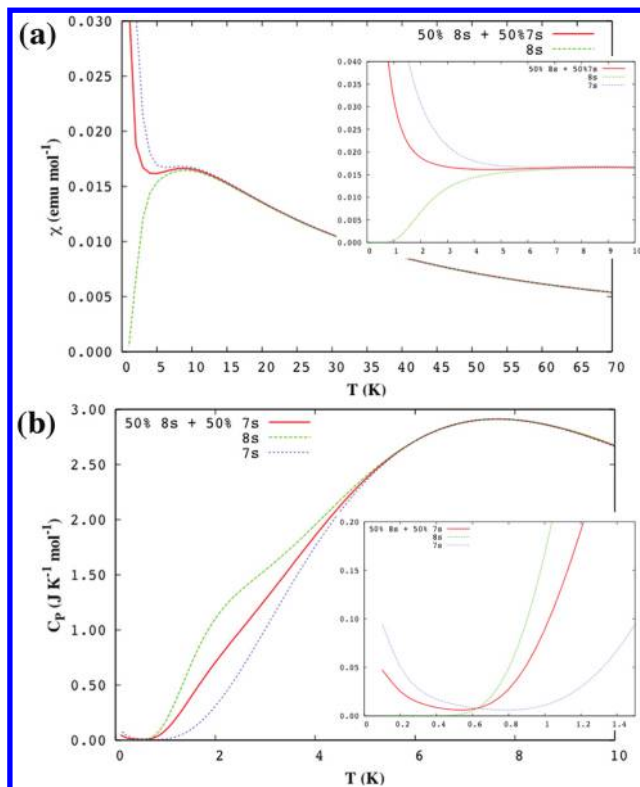 (a)
0.030
0.025
0.020
0.015
0.010
0.005
0.000
χ (emu mol⁻¹)
0 5 10 15 20 25 30 35 40 45 50 55 60 65 70
T (K)
50% 8s + 50%7s
8s
0.040
0.035
0.030
0.025
0.020
0.015
0.010
0.005
0.000
0 1 2 3 4 5 6 7 8 9 10
50% 8s + 50%7s
8s
7s
(b)
3.00
2.50
2.00
1.50
1.00
0.50
0.00
Cₚ (J K⁻¹ mol⁻¹)
0 2 4 6 8 10
T (K)
50% 8s + 50% 7s
8s
7s
0.20
0.15
0.10
0.05
0.00
0 0.2 0.4 0.6 0.8 1 1.2 1.4
50% 8s + 50% 7s
8s
7s